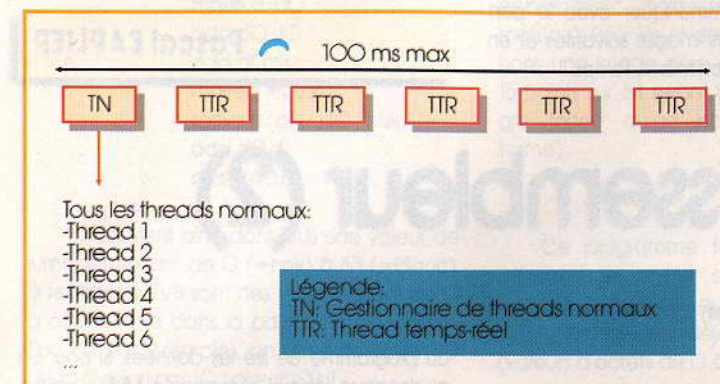 100 ms max
TN TTR TTR TTR TTR TTR
Tous les threads normaux:
-Thread 1
-Thread 2
-Thread 3
-Thread 4
-Thread 5
-Thread 6
...
Légende:
TN: Gestionnaire de threads normaux
TTR: Thread temps-réel